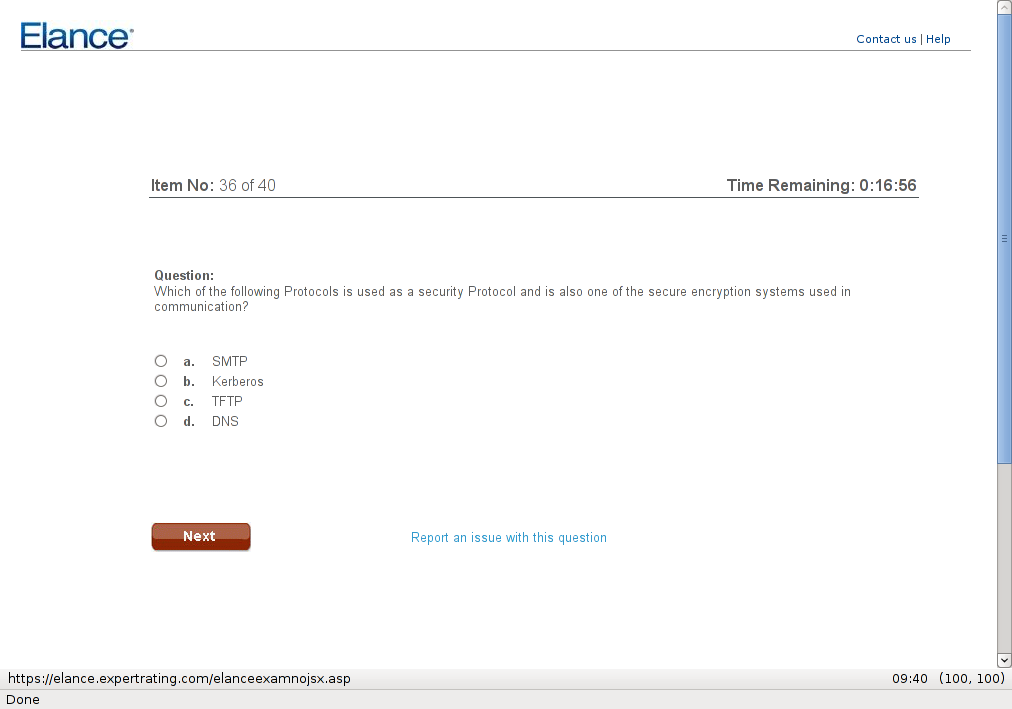 Elance
Contact us | Help
Item No: 36 of 40
Time Remaining: 0:16:56
Question:
Which of the following Protocols is used as a security Protocol and is also one of the secure encryption systems used in
communication?
a. SMTP
b. Kerberos
c. TFTP
d. DNS
Next
Report an issue with this question
https://elance.expertrating.com/elanceexamnojsx.asp
09:40 (100, 100)
Done